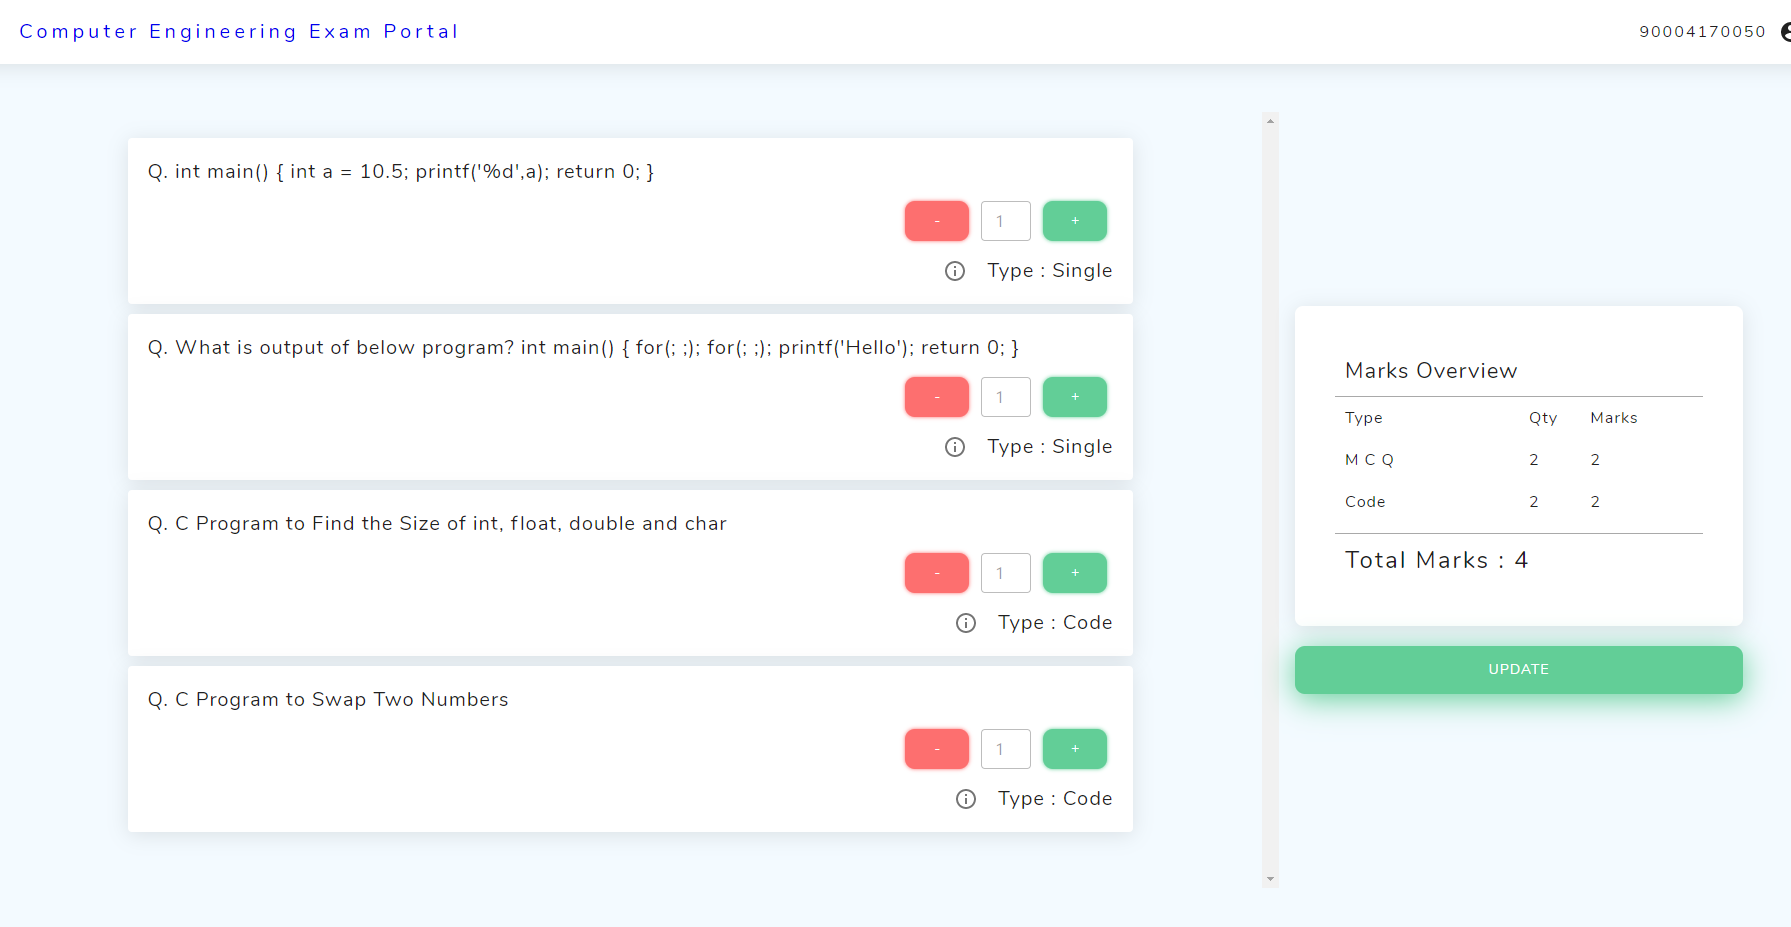 Computer Engineering Exam Portal
90004170050
Q. int main() { int a = 10.5; printf('%d',a); return 0; }
- 1 +
Type : Single
Q. What is output of below program? int main() { for(; ;); for(; ;); printf('Hello'); return 0; }
- 1 +
Type : Single
Q. C Program to Find the Size of int, float, double and char
- 1 +
Type : Code
Q. C Program to Swap Two Numbers
- 1 +
Type : Code
Marks Overview
Type Qty Marks
M C Q 2 2
Code 2 2
Total Marks : 4
UPDATE